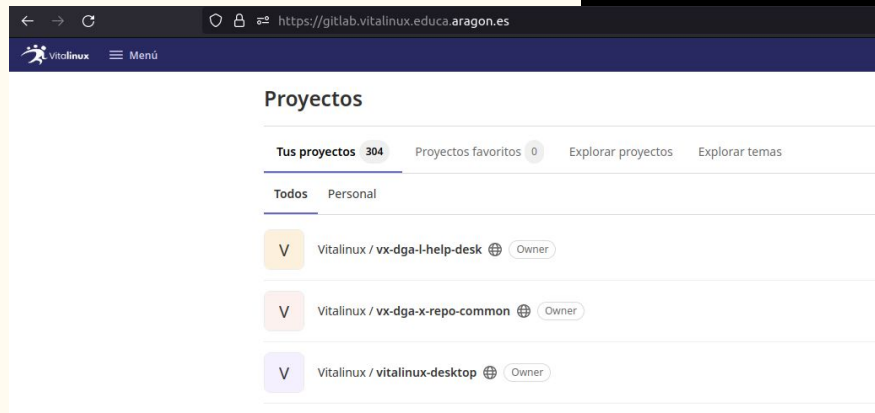 https://gitlab.vitalinux.educa.aragon.es
Vitalinux Menú
Proyectos
Tus proyectos 304 Proyectos favoritos 0 Explorar proyectos Explorar temas
Todos Personal
V Vitalinux / vx-dga-l-help-desk Owner
V Vitalinux / vx-dga-x-repo-common Owner
V Vitalinux / vitalinux-desktop Owner